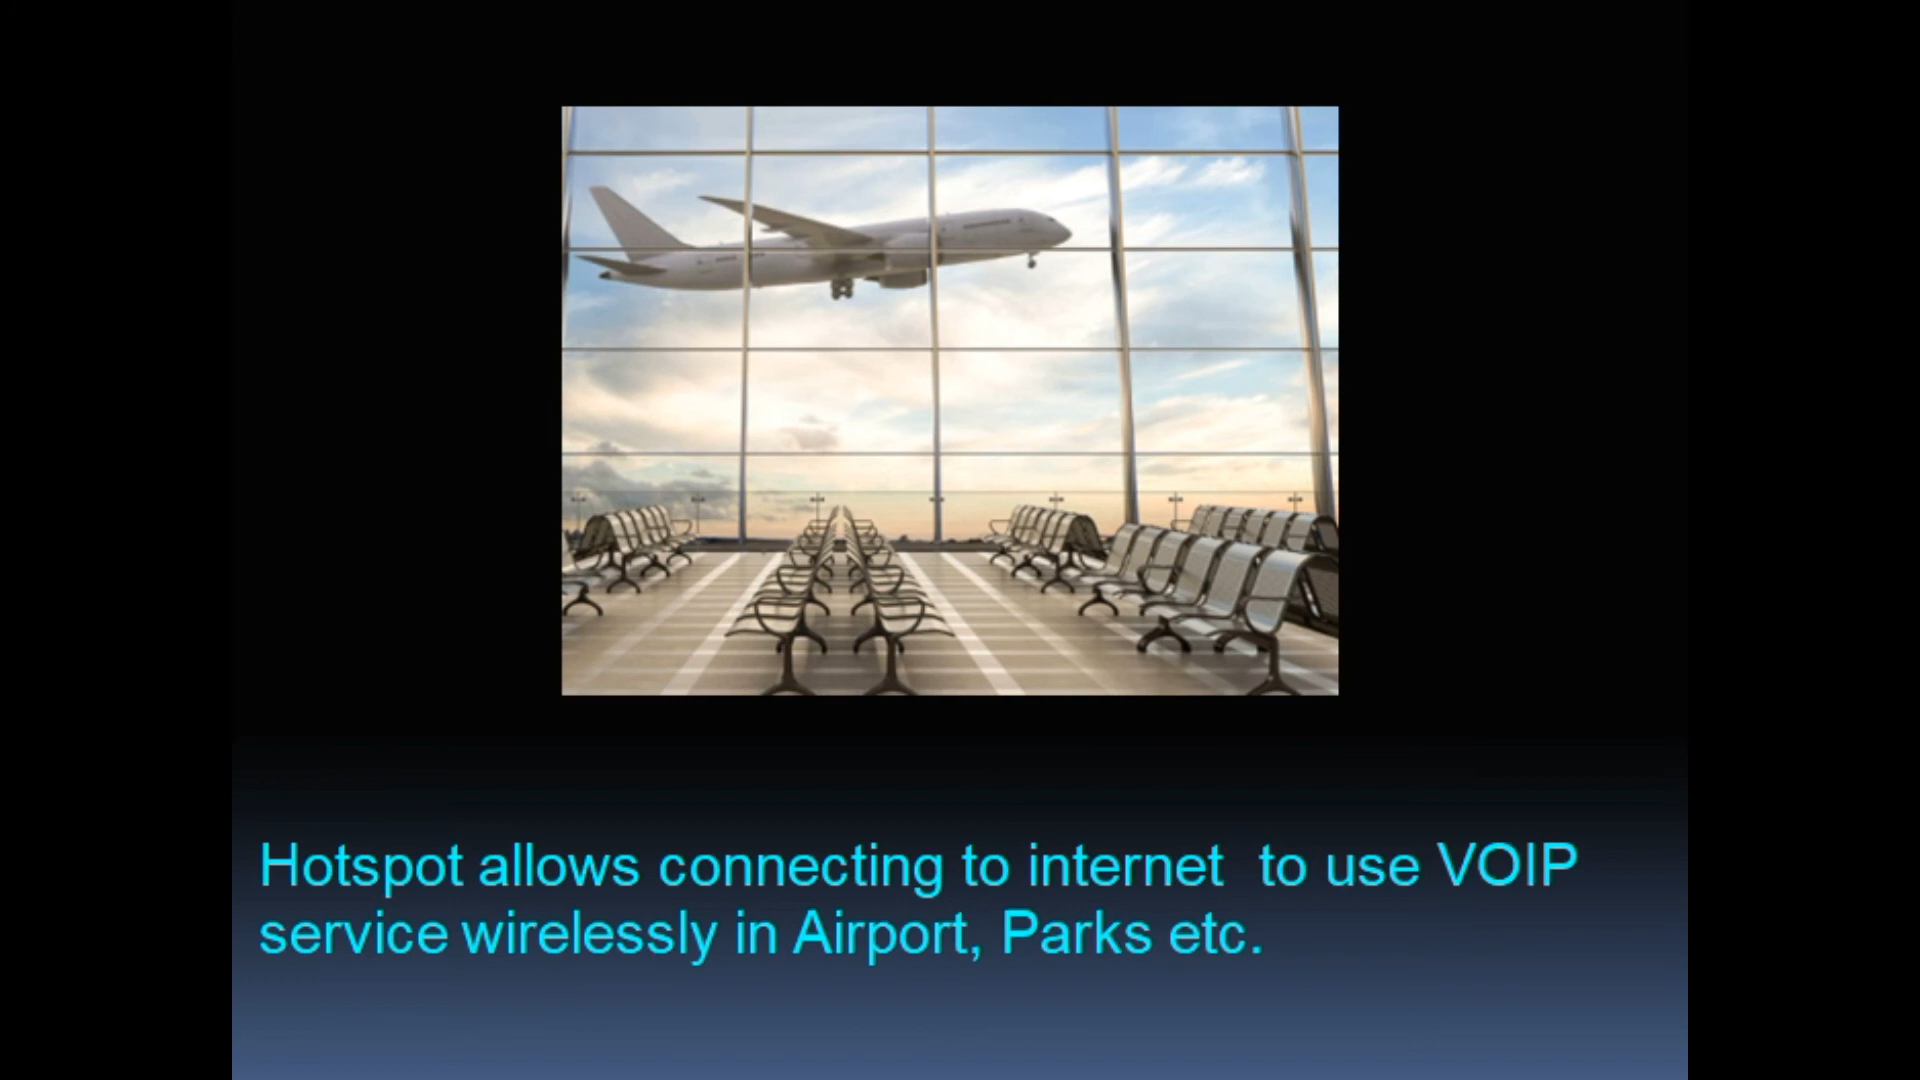 Hotspot allows connecting to internet  to use VOIP
service wirelessly in Airport, Parks etc.